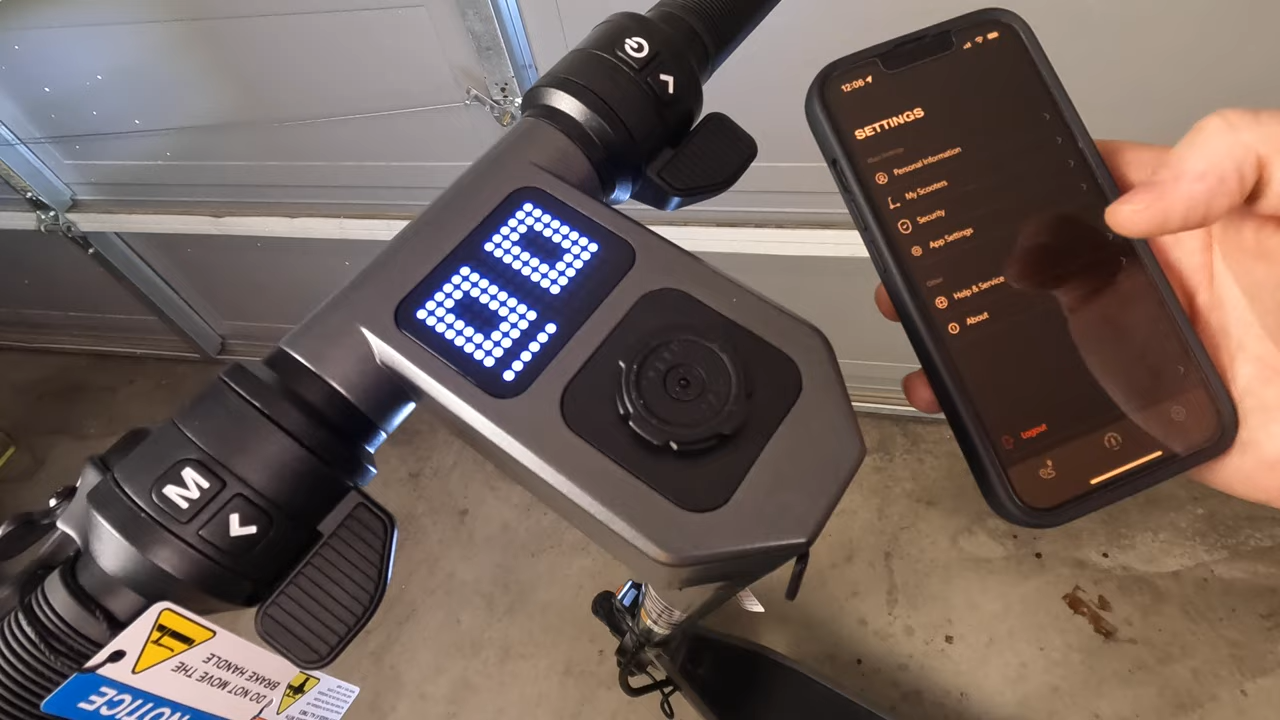 12:06
SETTINGS
Personal Information
My Scooters
Security
App Settings
Other
Help & Service
About
Logout
M
NOTICE
DO NOT MOVE THE
BRAKE HANDLE